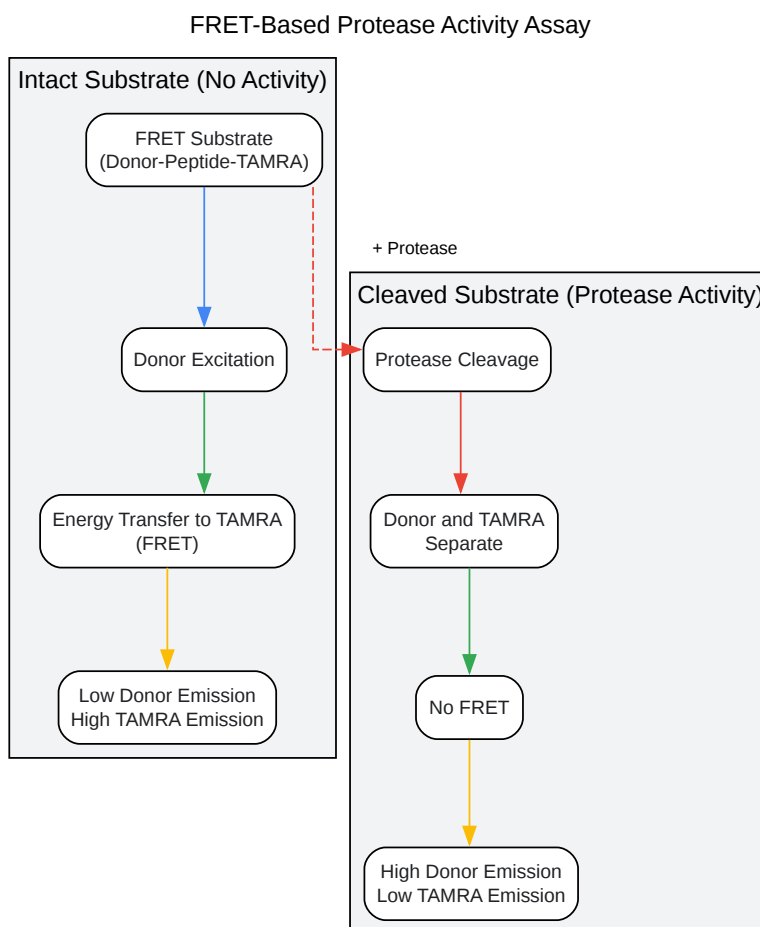 FRET-Based Protease Activity Assay
Intact Substrate (No Activity)
FRET Substrate
(Donor-Peptide-TAMRA)
Donor Excitation
Energy Transfer to TAMRA
(FRET)
Low Donor Emission
High TAMRA Emission
+ Protease
Cleaved Substrate (Protease Activity)
Protease Cleavage
Donor and TAMRA
Separate
No FRET
High Donor Emission
Low TAMRA Emission